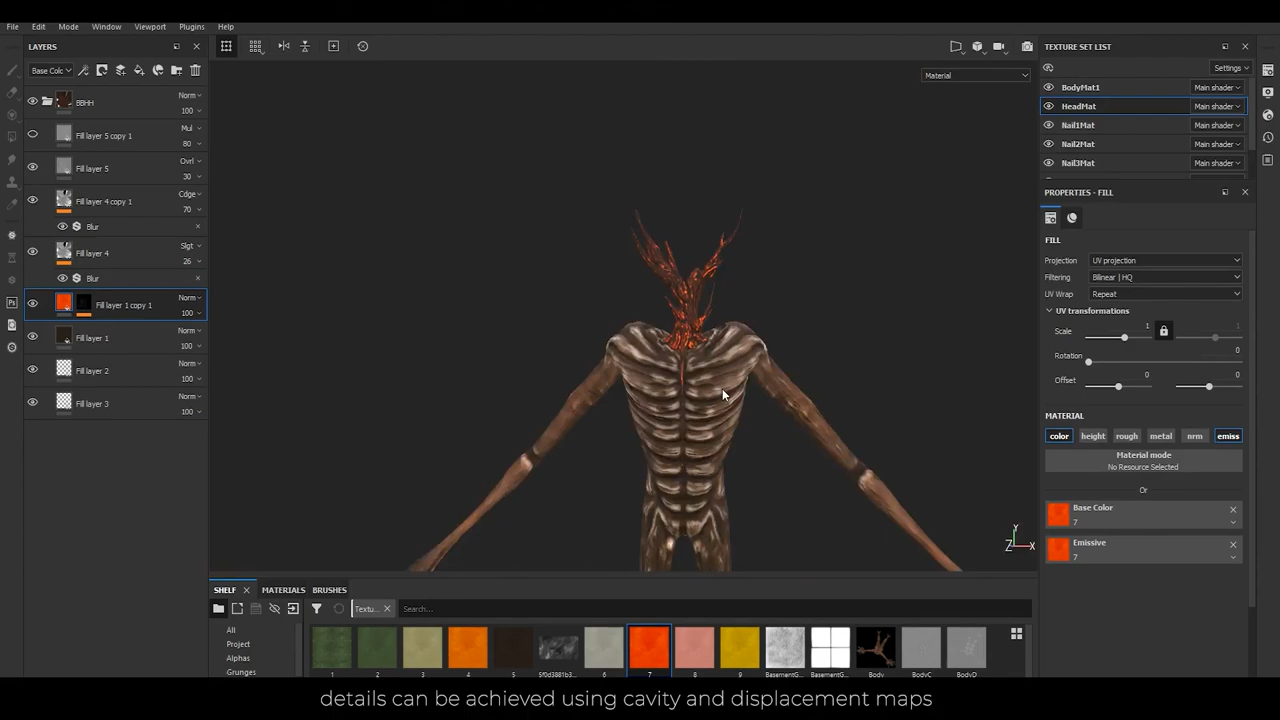 File Edit Mode Window Viewport Plugins Help
LAYERS
Base Colc
BBHH Norm 100
Fill layer 5 copy 1 Mul 80
Fill layer 5 Ovrl 30
Fill layer 4 copy 1 Cdge 70
Blur
Fill layer 4 Slgt 26
Blur
Fill layer 1 copy 1 Norm 100
Fill layer 1 Norm 100
Fill layer 2 Norm 100
Fill layer 3 Norm 100
Material
Y
Z X
SHELF MATERIALS BRUSHES
Textu...
Search...
All
Project
Alphas
Grunges
1 2 3 4 5 5f0d3881b3... 6 7 8 9 BasementG... BasementG... Body BodyC BodyD
TEXTURE SET LIST
Settings
BodyMat1 Main shader
HeadMat Main shader
Nail1Mat Main shader
Nail2Mat Main shader
Nail3Mat Main shader
PROPERTIES - FILL
FILL
Projection UV projection
Filtering Bilinear | HQ
UV Wrap Repeat
UV transformations
Scale 1 1
Rotation 0
Offset 0 0
MATERIAL
color height rough metal nrm emiss
Material mode
No Resource Selected
Or
Base Color
7
Emissive
7
Ps
details can be achieved using cavity and displacement maps